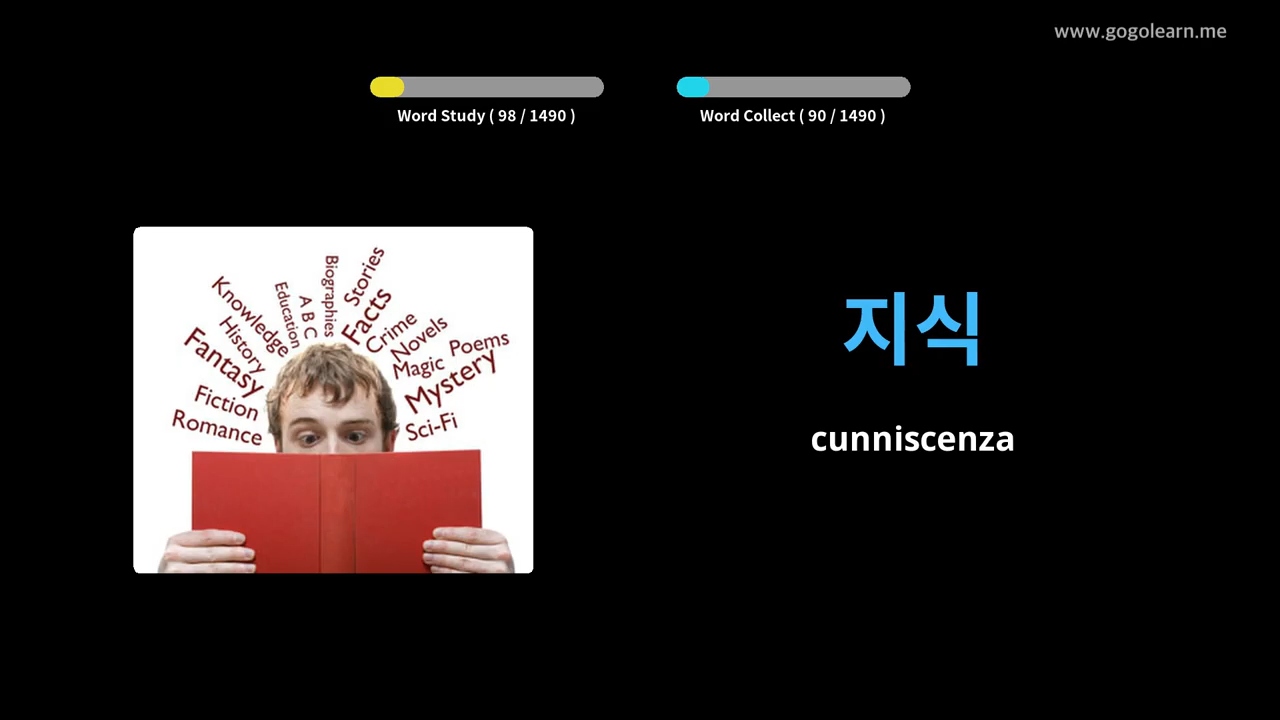 www.gogolearn.me
Word Study ( 98 / 1490 )
Word Collect ( 90 / 1490 )
Knowledge
History
Fantasy
Fiction
Romance
Education
A B C
Biographies
Stories
Facts
Crime
Novels
Magic
Poems
Mystery
Sci-Fi
지식
cunniscenza